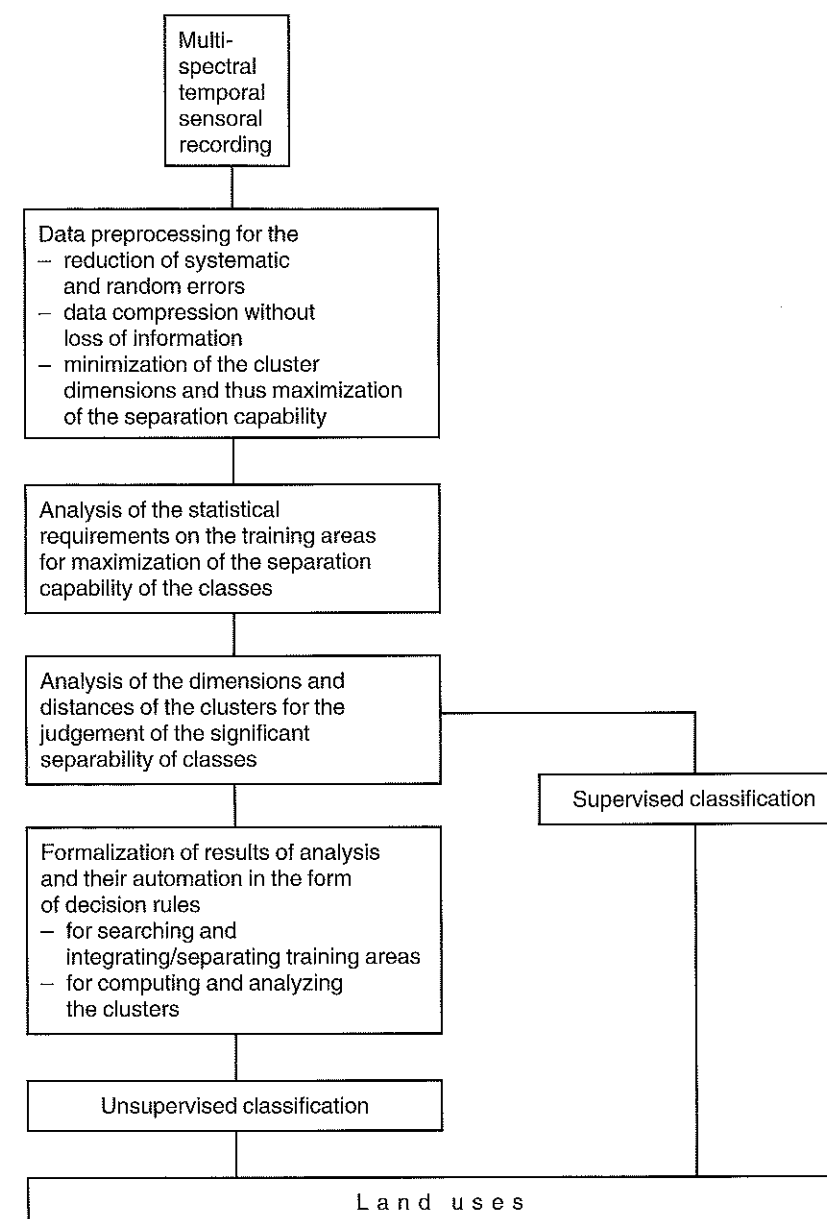 Multi-
spectral
temporal
sensoral
recording
Data preprocessing for the
– reduction of systematic
and random errors
– data compression without
loss of information
– minimization of the cluster
dimensions and thus maximization
of the separation capability
Analysis of the statistical
requirements on the training areas
for maximization of the separation
capability of the classes
Analysis of the dimensions and
distances of the clusters for the
judgement of the significant
separability of classes
Supervised classification
Formalization of results of analysis
and their automation in the form
of decision rules
– for searching and
integrating/separating training areas
– for computing and analyzing
the clusters
Unsupervised classification
Land uses